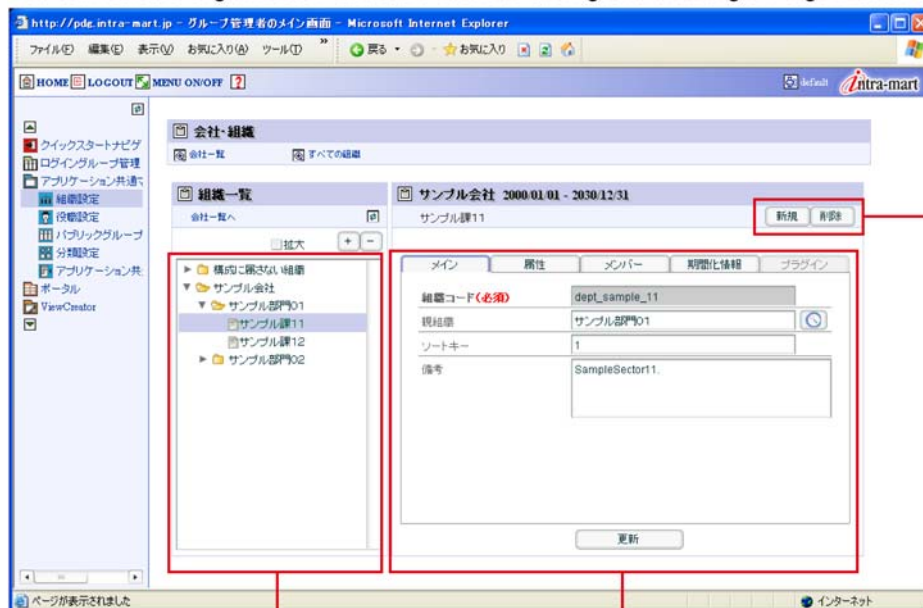 http://pdg.intra-mart.jp - グループ管理者のメイン画面 - Microsoft Internet Explorer
ファイル(F) 編集(E) 表示(V) お気に入り(A) ツール(T) » 戻る お気に入り
HOME LOGOUT MENU ON/OFF ? default intra-mart
クイックスタートナビゲ
ログイングループ管理
アプリケーション共通マ
組織設定
役職設定
パブリックグループ
分類設定
アプリケーション共
ポータル
ViewCreator
会社・組織
会社一覧 すべての組織
組織一覧
会社一覧へ
拡大 + -
構成に属さない組織
サンプル会社
サンプル部門01
サンプル課11
サンプル課12
サンプル部門02
サンプル会社 2000/01/01 - 2030/12/31
サンプル課11 新規 削除
メイン 属性 メンバー 期間化情報 プラグイン
組織コード(必須) dept_sample_11
親組織 サンプル部門01
ソートキー 1
備考 SampleSector11.
更新
ページが表示されました インターネット